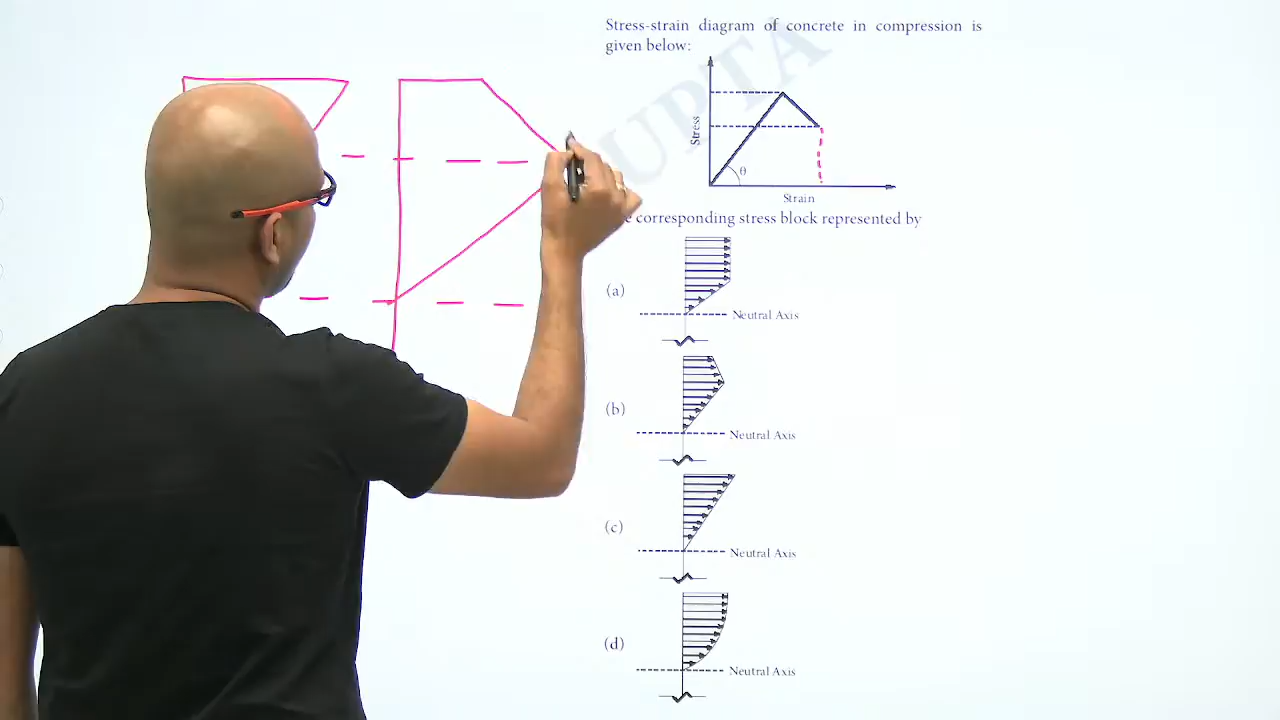 Stress-strain diagram of concrete in compression is
given below:
UPTA
Stress
θ
Strain
corresponding stress block represented by
(a)
Neutral Axis
(b)
Neutral Axis
(c)
Neutral Axis
(d)
Neutral Axis